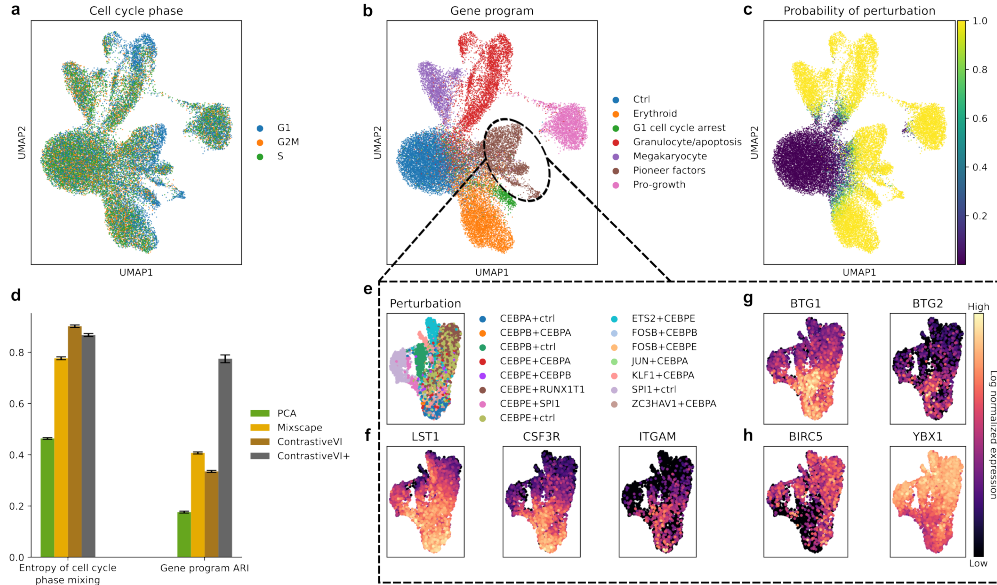 a
Cell cycle phase
UMAP2
UMAP1
G1
G2M
S
b
Gene program
UMAP2
UMAP1
Ctrl
Erythroid
G1 cell cycle arrest
Granulocyte/apoptosis
Megakaryocyte
Pioneer factors
Pro-growth
c
Probability of perturbation
UMAP2
UMAP1
1.0
0.8
0.6
0.4
0.2
d
0.8
0.6
0.4
0.2
0.0
Entropy of cell cycle
phase mixing
Gene program ARI
PCA
Mixscape
ContrastiveVI
ContrastiveVI+
e
Perturbation
CEBPA+ctrl
CEBPB+CEBPA
CEBPB+ctrl
CEBPE+CEBPA
CEBPE+CEBPB
CEBPE+RUNX1T1
CEBPE+SPI1
CEBPE+ctrl
ETS2+CEBPE
FOSB+CEBPB
FOSB+CEBPE
JUN+CEBPA
KLF1+CEBPA
SPI1+ctrl
ZC3HAV1+CEBPA
f
LST1
CSF3R
ITGAM
g
BTG1
BTG2
h
BIRC5
YBX1
High
Log normalized expression
Low